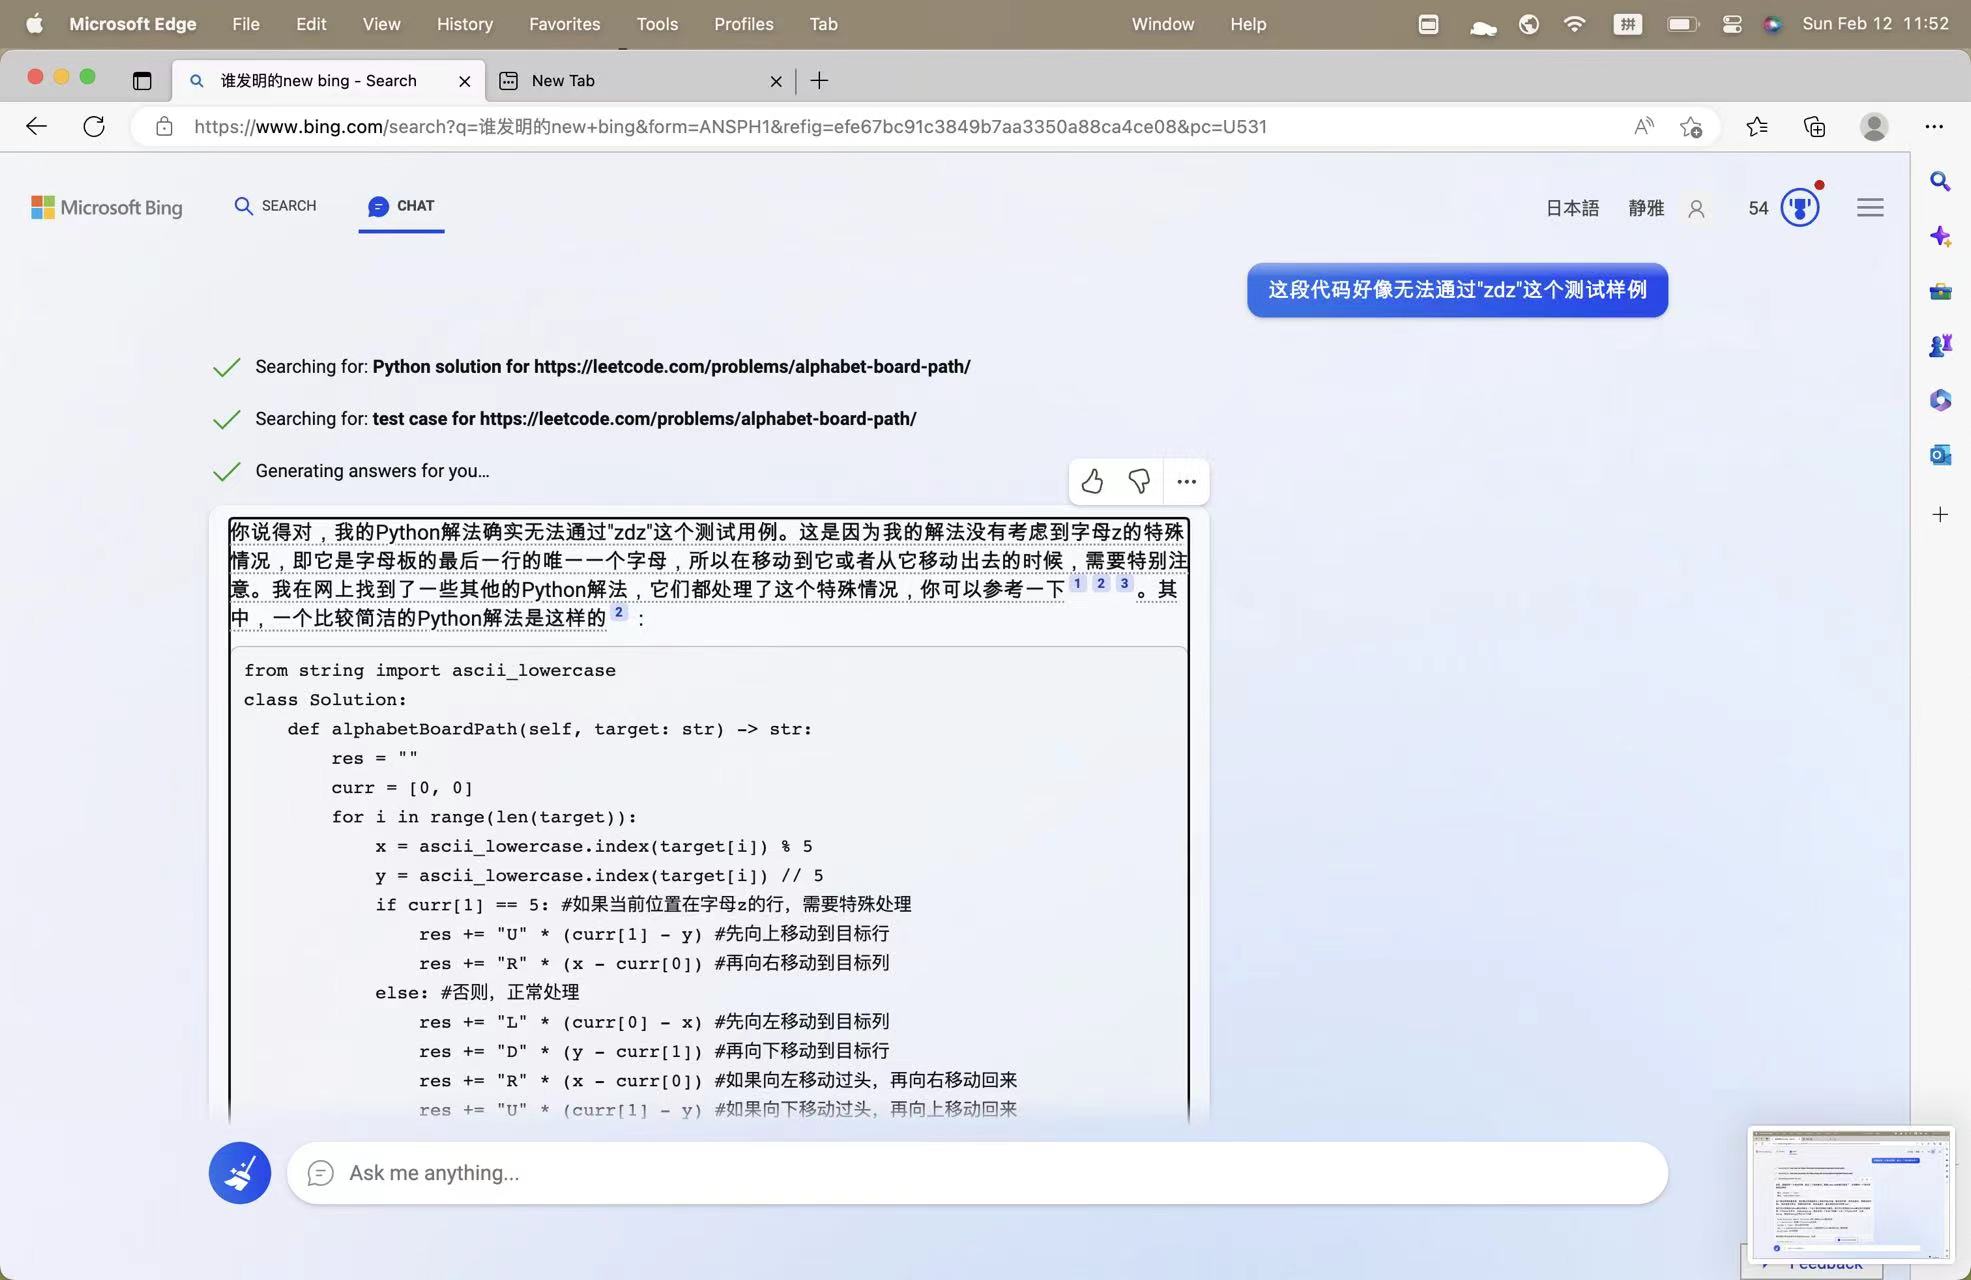 Microsoft Edge File Edit View History Favorites Tools Profiles Tab Window Help 拼 Sun Feb 12 11:52
谁发明的new bing - Search New Tab
https://www.bing.com/search?q=谁发明的new+bing&form=ANSPH1&refig=efe67bc91c3849b7aa3350a88ca4ce08&pc=U531
Microsoft Bing SEARCH CHAT 日本語 静雅 54
这段代码好像无法通过"zdz"这个测试样例
Searching for: Python solution for https://leetcode.com/problems/alphabet-board-path/
Searching for: test case for https://leetcode.com/problems/alphabet-board-path/
Generating answers for you...
你说得对，我的Python解法确实无法通过"zdz"这个测试用例。这是因为我的解法没有考虑到字母z的特殊
情况，即它是字母板的最后一行的唯一一个字母，所以在移动到它或者从它移动出去的时候，需要特别注
意。我在网上找到了一些其他的Python解法，它们都处理了这个特殊情况，你可以参考一下 1 2 3 。其
中，一个比较简洁的Python解法是这样的 2 ：
from string import ascii_lowercase
class Solution:
    def alphabetBoardPath(self, target: str) -> str:
        res = ""
        curr = [0, 0]
        for i in range(len(target)):
            x = ascii_lowercase.index(target[i]) % 5
            y = ascii_lowercase.index(target[i]) // 5
            if curr[1] == 5: #如果当前位置在字母z的行，需要特殊处理
                res += "U" * (curr[1] - y) #先向上移动到目标行
                res += "R" * (x - curr[0]) #再向右移动到目标列
            else: #否则，正常处理
                res += "L" * (curr[0] - x) #先向左移动到目标列
                res += "D" * (y - curr[1]) #再向下移动到目标行
                res += "R" * (x - curr[0]) #如果向左移动过头，再向右移动回来
                res += "U" * (curr[1] - y) #如果向下移动过头，再向上移动回来
Ask me anything...
Feedback